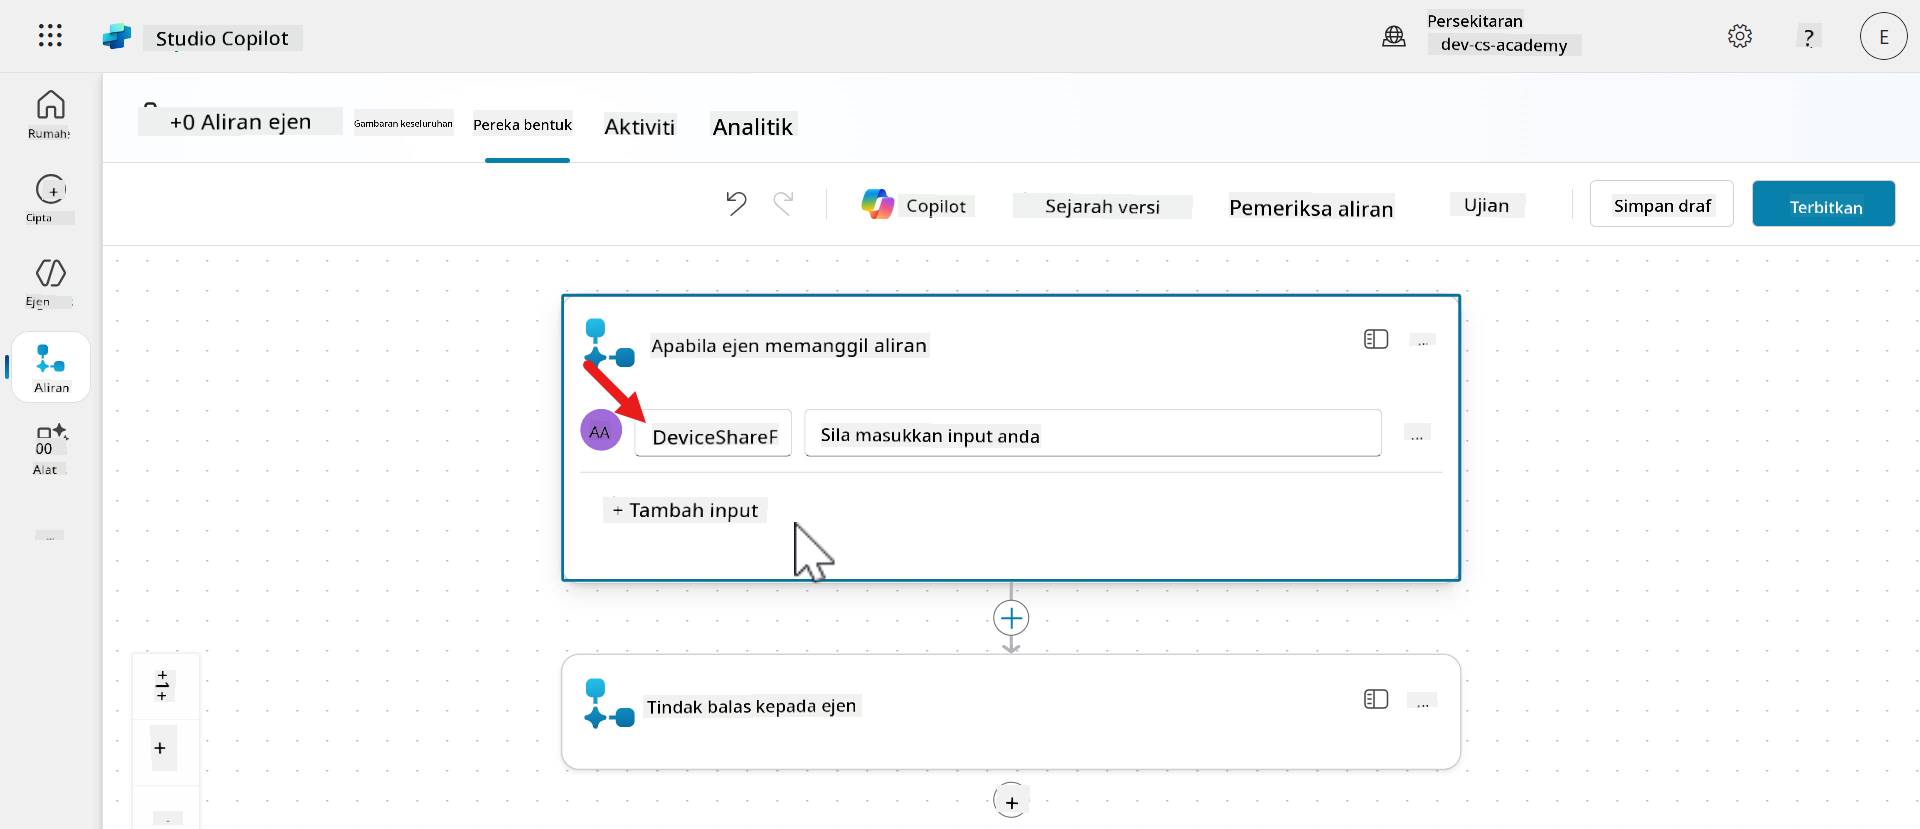 Studio Copilot
Persekitaran
dev-cs-academy
?
E
Rumah
Cipta
Ejen
Aliran
Alat
+0 Aliran ejen
Gambaran keseluruhan
Pereka bentuk
Aktiviti
Analitik
Copilot
Sejarah versi
Pemeriksa aliran
Ujian
Simpan draf
Terbitkan
Apabila ejen memanggil aliran
...
AA
DeviceShareF
Sila masukkan input anda
...
+ Tambah input
Tindak balas kepada ejen
...